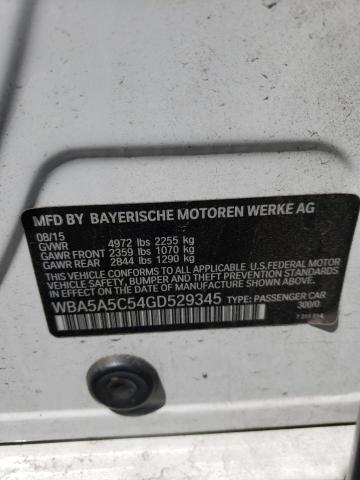 MFD BY BAYERISCHE MOTOREN WERKE AG
08/15
GVWR 4972 lbs 2255 kg
GAWR FRONT 2359 lbs 1070 kg
GAWR REAR 2844 lbs 1290 kg
THIS VEHICLE CONFORMS TO ALL APPLICABLE U.S.FEDERAL MOTOR
VEHICLE SAFETY, BUMPER, AND THEFT PREVENTION STANDARDS
IN EFFECT ON THE DATE OF MANUFACTURE SHOWN ABOVE.
WBA5A5C54GD529345 TYPE: PASSENGER CAR
300/0